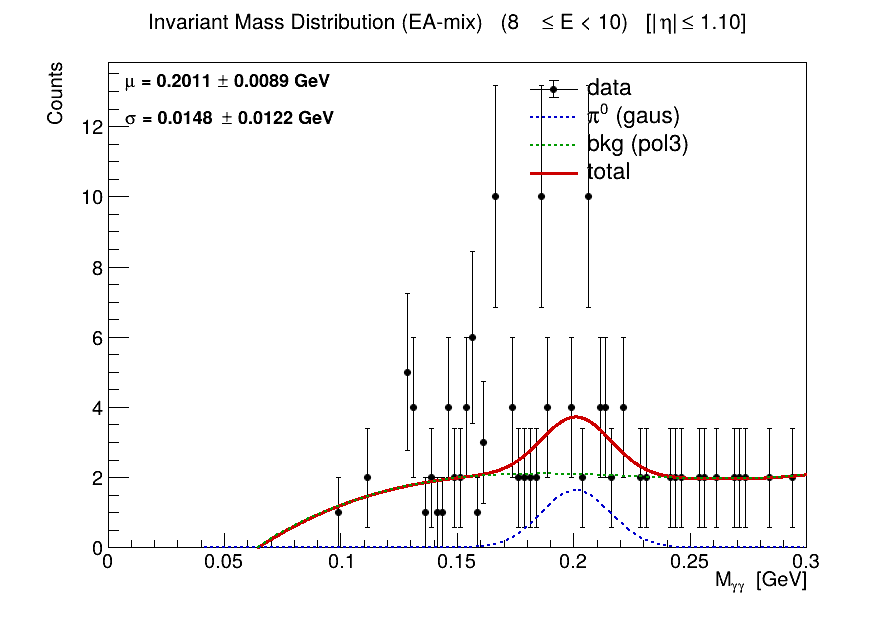 Invariant Mass Distribution (EA-mix) (8 ≤ E < 10) [|η| ≤ 1.10]
Counts
μ = 0.2011 ± 0.0089 GeV
σ = 0.0148 ± 0.0122 GeV
data
π⁰ (gaus)
bkg (pol3)
total
12
10
8
6
4
2
0
0 0.05 0.1 0.15 0.2 0.25 0.3
Mγγ [GeV]